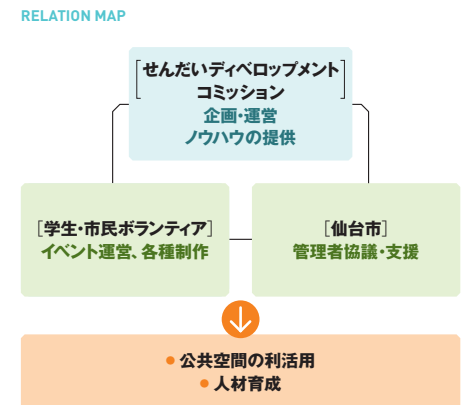 RELATION MAP
[せんだいディベロップメント
コミッション]
企画・運営
ノウハウの提供
[学生・市民ボランティア]
イベント運営、各種制作
[仙台市]
管理者協議・支援
● 公共空間の利活用
● 人材育成